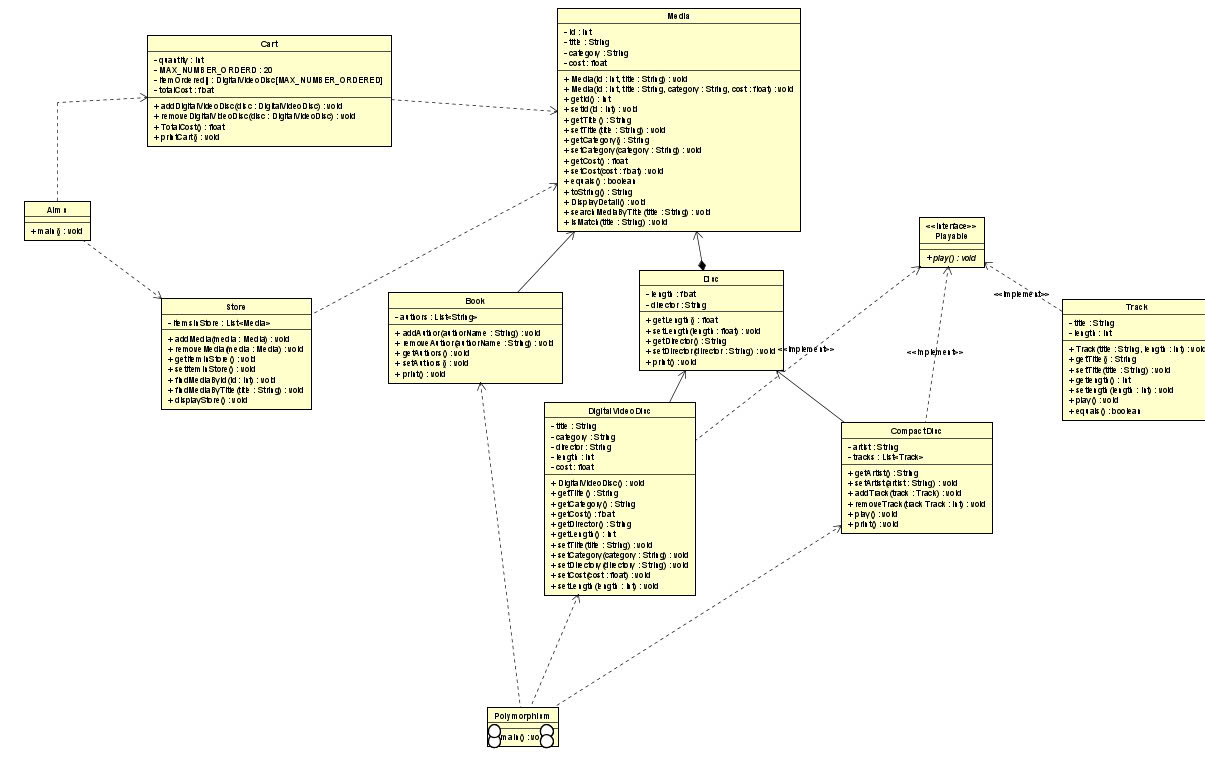 Media
- id : int
- title : String
- category : String
- cost : float
+ Media(id : int, title : String) : void
+ Media(id : int, title : String, category : String, cost : float) : void
+ getId() : int
+ setId(id : int) : void
+ getTitle() : String
+ setTitle(title : String) : void
+ getCategory() : String
+ setCategory(category : String) : void
+ getCost() : float
+ setCost(cost : float) : void
+ equals() : boolean
+ toString() : String
+ DisplayDetail() : void
+ searchMediaByTitle(title : String) : void
+ isMatch(title : String) : void
Cart
- quantity : int
- MAX_NUMBER_ORDERD : 20
- itemOrdered[] : DigitalVideoDisc[MAX_NUMBER_ORDERED]
- totalCost : float
+ addDigitalVideoDisc(disc : DigitalVideoDisc) : void
+ removeDigitalVideoDisc(disc : DigitalVideoDisc) : void
+ TotalCost() : float
+ printCart() : void
+ main() : void
<<Interface>>
Playable
+ play() : void
Store
- itemsInStore : List<Media>
+ addMedia(media : Media) : void
+ removeMedia(media : Media) : void
+ getItemInStore() : void
+ setItemInStore() : void
+ findMediaById(id : int) : void
+ findMediaByTitle(title : String) : void
+ displayStore() : void
Book
- authors : List<String>
+ addAuthor(authorName : String) : void
+ removeAuthor(authorName : String) : void
+ getAuthors() : void
+ setAuthors() : void
+ print() : void
Disc
- length : float
- director : String
+ getLength() : float
+ setLength(length : float) : void
+ getDirector() : String
+ setDirector(director : String) : void
+ print() : void
<<implement>>
<<implement>>
<<implement>>
Track
- title : String
- length : int
+ Track(title : String, length : int) : void
+ getTitle() : String
+ setTitle(title : String) : void
+ getlength() : int
+ setlength(length : int) : void
+ play() : void
+ equals() : boolean
DigitalVideoDisc
- title : String
- category : String
- director : String
- length : int
- cost : float
+ DigitalVideoDisc() : void
+ getTitle() : String
+ getCategory() : String
+ getCost() : float
+ getDirector() : String
+ getLength() : int
+ setTitle(title : String) : void
+ setCategory(category : String) : void
+ setDirectory(directory : String) : void
+ setCost(cost : float) : void
+ setLength(length : int) : void
CompactDisc
- artist : String
- tracks : List<Track>
+ getArtist() : String
+ setArtist(artist : String) : void
+ addTrack(track : Track) : void
+ removeTrack(track Track : int) : void
+ play() : void
+ print() : void
main() : vo